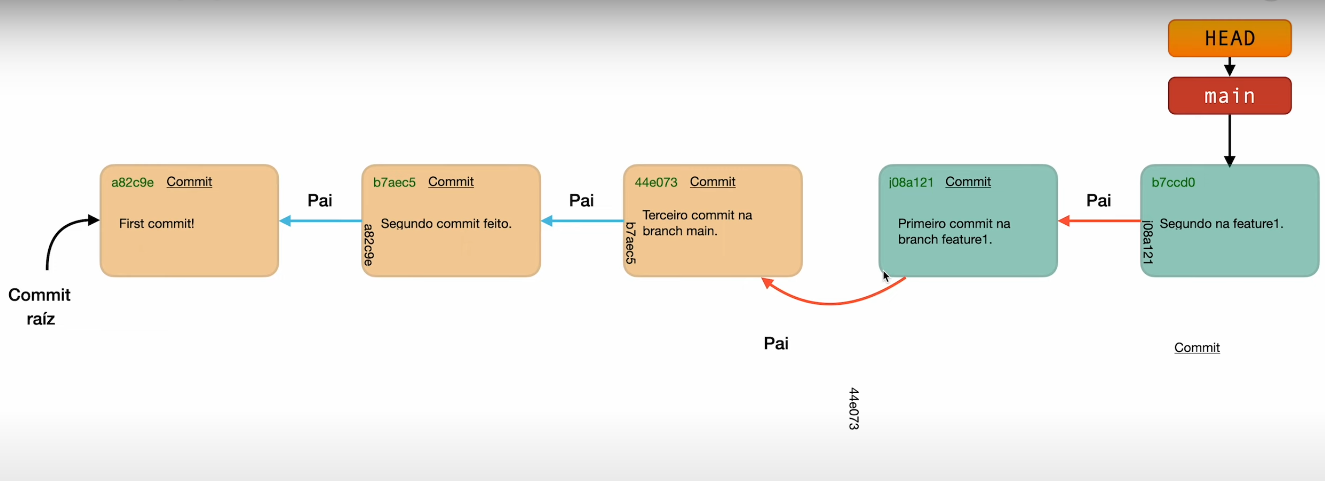 HEAD
main
a82c9e Commit
First commit!
Pai
b7aec5 Commit
Segundo commit feito.
a82c9e
Pai
44e073 Commit
Terceiro commit na
branch main.
b7aec5
j08a121 Commit
Primeiro commit na
branch feature1.
Pai
b7ccd0
Segundo na feature1.
j08a121
Commit
raíz
Pai
Commit
44e073